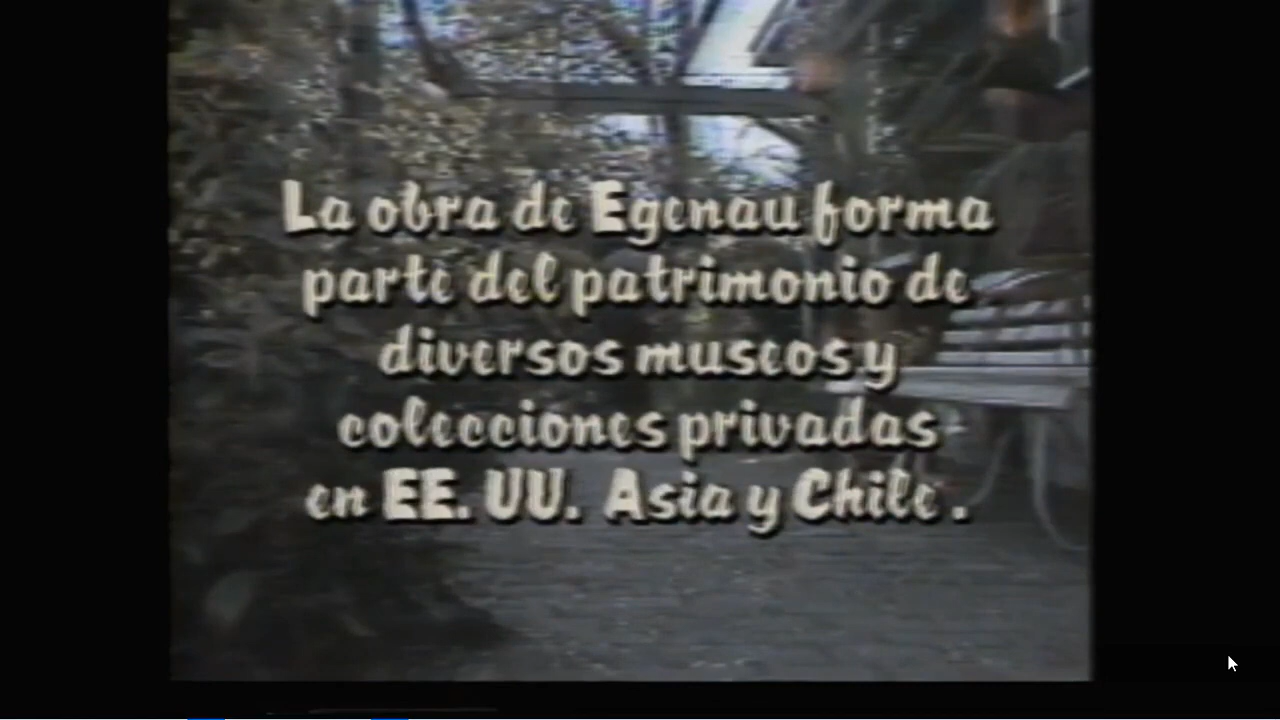 La obra de Egenau forma
parte del patrimonio de
diversos museos y
colecciones privadas
en EE. UU. Asia y Chile.